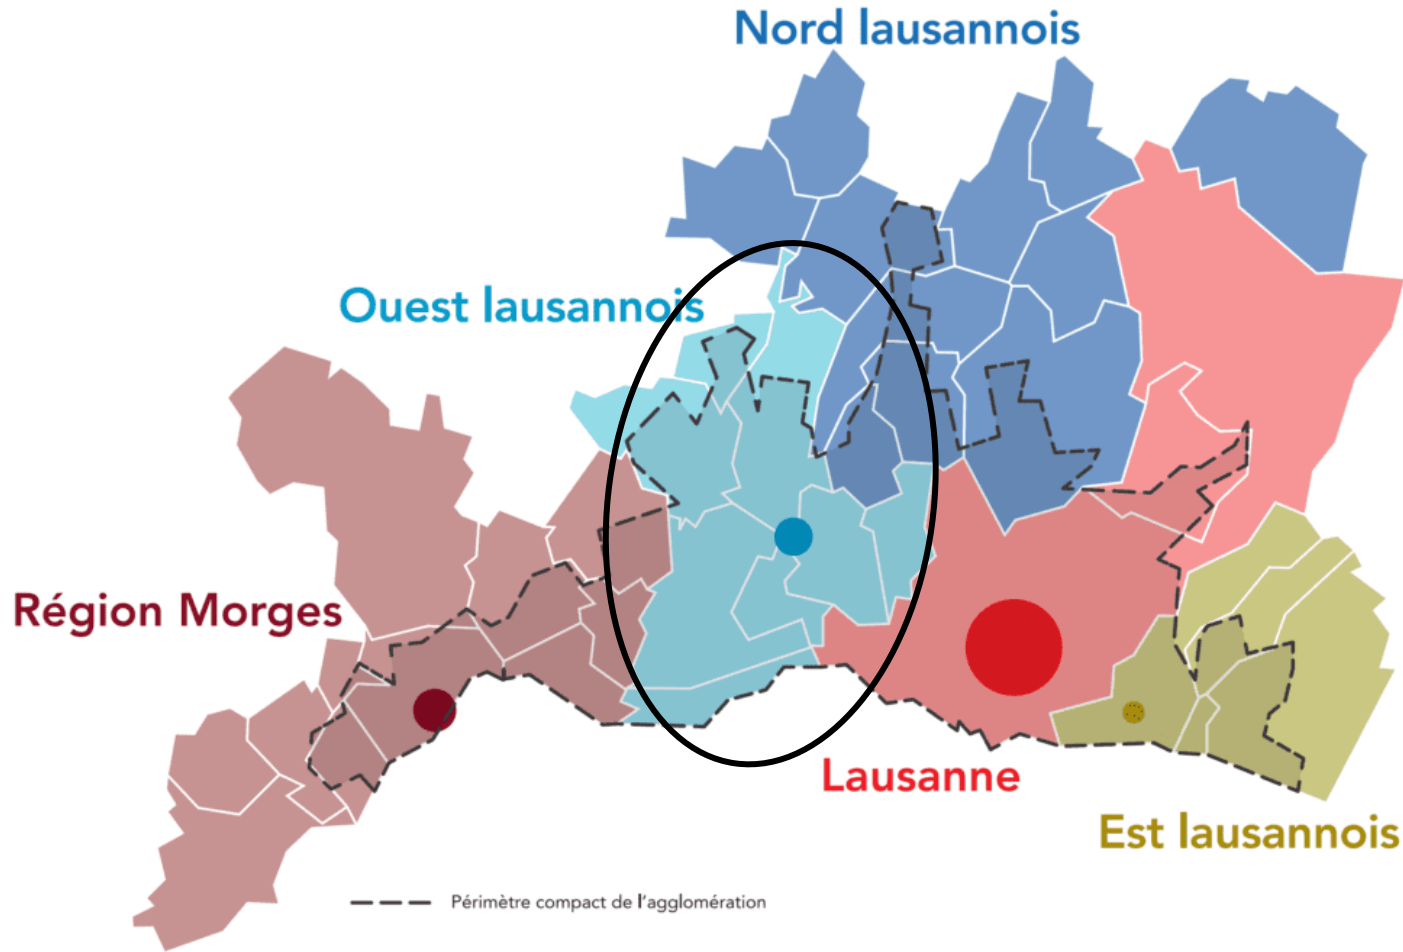 Nord lausannois
Ouest lausannois
Région Morges
Lausanne
Est lausannois
Périmètre compact de l'agglomération